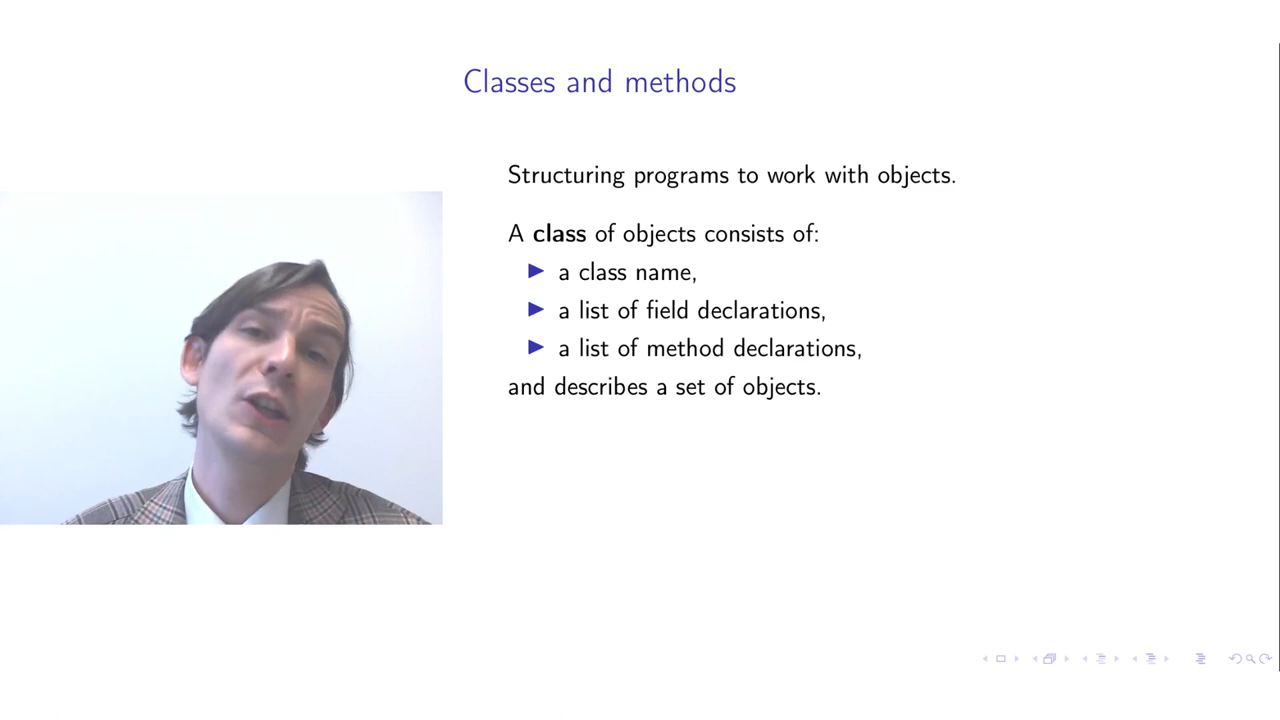 Classes and methods
Structuring programs to work with objects.
A class of objects consists of:
a class name,
a list of field declarations,
a list of method declarations,
and describes a set of objects.